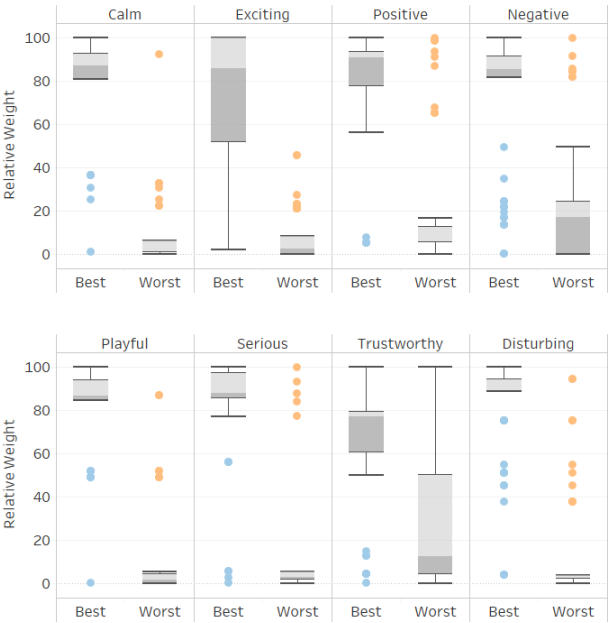 Calm Exciting Positive Negative
100
80
60
40
20
0
Relative Weight
Best Worst Best Worst Best Worst Best Worst
Playful Serious Trustworthy Disturbing
100
80
60
40
20
0
Relative Weight
Best Worst Best Worst Best Worst Best Worst